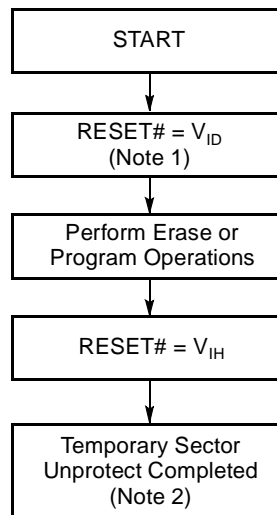 START
RESET# = VID
(Note 1)
Perform Erase or
Program Operations
RESET# = VIH
Temporary Sector
Unprotect Completed
(Note 2)